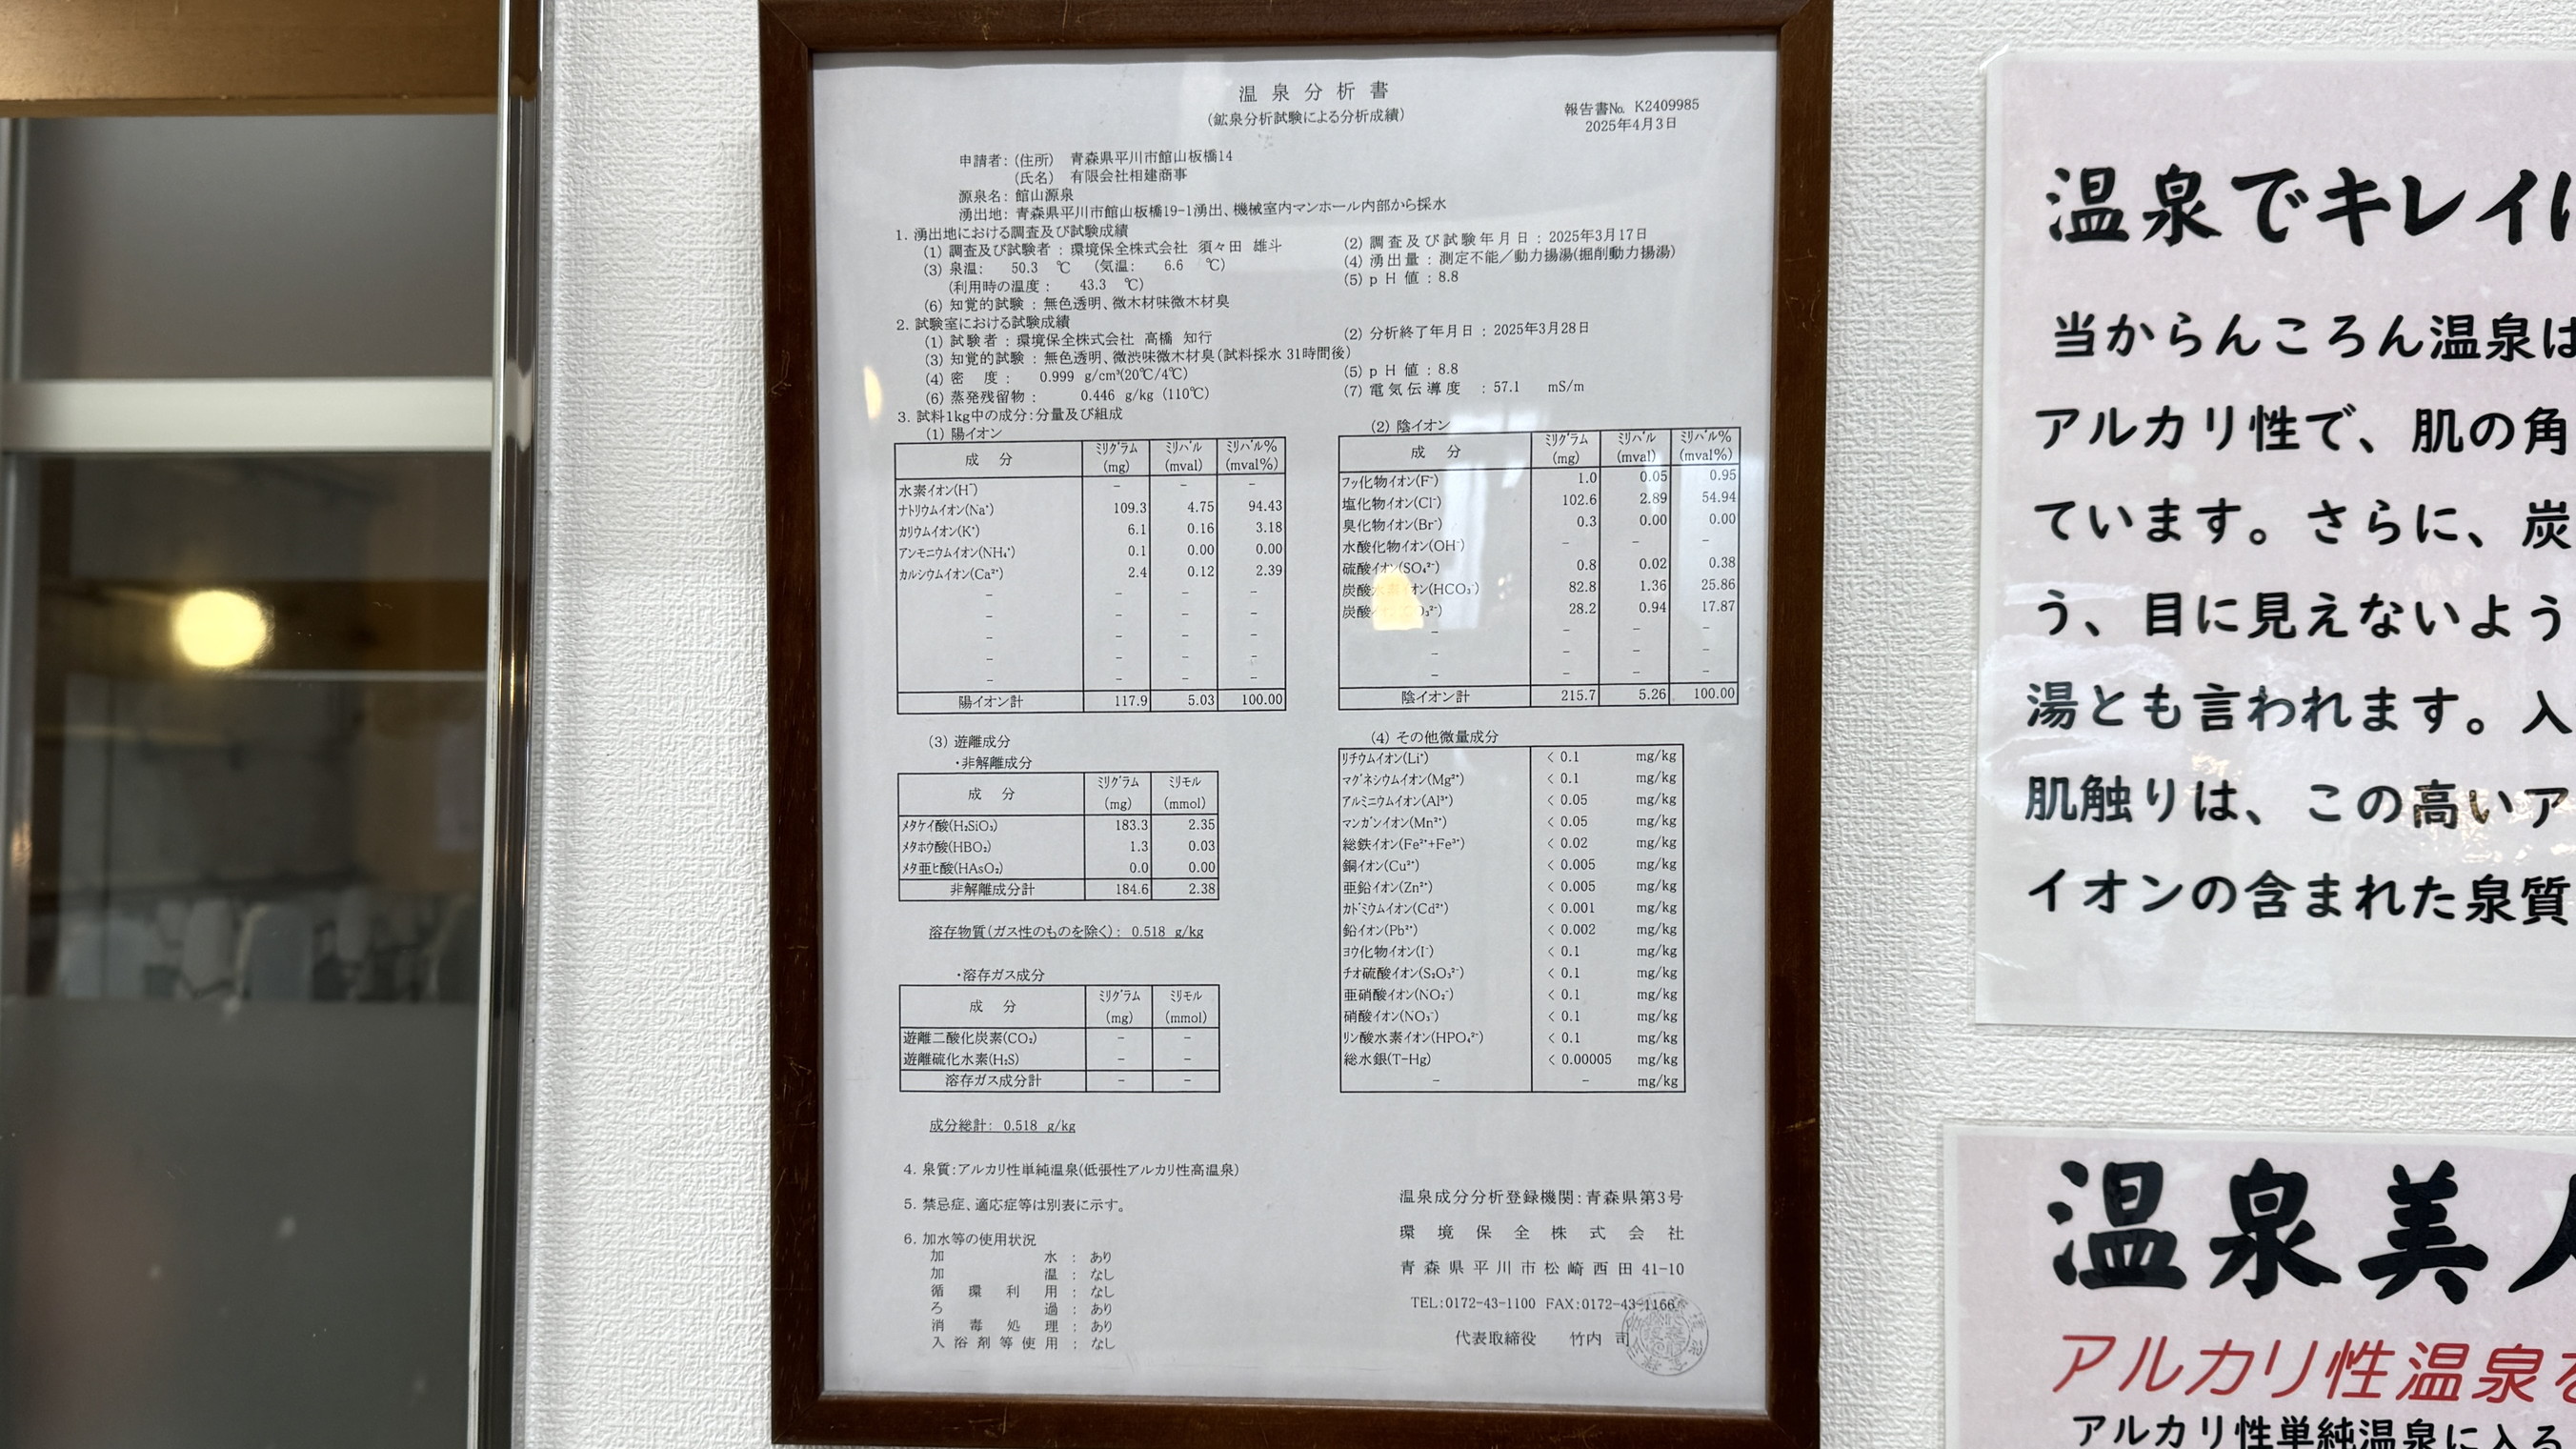 温泉分析書
(鉱泉分析試験による分析成績)
報告書No. K2409985
2025年4月3日
申請者: (住所) 青森県平川市館山板橋14
(氏名) 有限会社相建商事
源泉名: 館山源泉
湧出地: 青森県平川市館山板橋19-1湧出、機械室内マンホール内部から採水
1. 湧出地における調査及び試験成績
(1) 調査及び試験者 : 環境保全株式会社 須々田 雄斗
(2) 調査及び試験年月日 : 2025年3月17日
(3) 泉温: 50.3 ℃ (気温: 6.6 ℃)
(4) 湧出量 : 測定不能/動力揚湯(掘削動力揚湯)
(利用時の温度 : 43.3 ℃)
(5) pH値 : 8.8
(6) 知覚的試験 : 無色透明、微木材味微木材臭
2. 試験室における試験成績
(1) 試験者 : 環境保全株式会社 高橋 知行
(2) 分析終了年月日 : 2025年3月28日
(3) 知覚的試験 : 無色透明、微渋味微木材臭(試料採水 31時間後)
(4) 密 度 : 0.999 g/cm³(20℃/4℃)
(5) pH値 : 8.8
(6) 蒸発残留物 : 0.446 g/kg (110℃)
(7) 電気伝導度 : 57.1 mS/m
3. 試料1kg中の成分:分量及び組成
(1) 陽イオン
成 分 ミリグラム(mg) ミリバル(mval) ミリバル%(mval%)
水素イオン(H⁺) - - -
ナトリウムイオン(Na⁺) 109.3 4.75 94.43
カリウムイオン(K⁺) 6.1 0.16 3.18
アンモニウムイオン(NH₄⁺) 0.1 0.00 0.00
カルシウムイオン(Ca²⁺) 2.4 0.12 2.39
- - - -
- - - -
- - - -
- - - -
- - - -
陽イオン計 117.9 5.03 100.00
(2) 陰イオン
成 分 ミリグラム(mg) ミリバル(mval) ミリバル%(mval%)
フッ化物イオン(F⁻) 1.0 0.05 0.95
塩化物イオン(Cl⁻) 102.6 2.89 54.94
臭化物イオン(Br⁻) 0.3 0.00 0.00
水酸化物イオン(OH⁻) - - -
硫酸イオン(SO₄²⁻) 0.8 0.02 0.38
炭酸水素イオン(HCO₃⁻) 82.8 1.36 25.86
炭酸 28.2 0.94 17.87
- - - -
- - - -
- - - -
陰イオン計 215.7 5.26 100.00
(3) 遊離成分
・非解離成分
成 分 ミリグラム(mg) ミリモル(mmol)
メタケイ酸(H₂SiO₃) 183.3 2.35
メタホウ酸(HBO₂) 1.3 0.03
メタ亜ヒ酸(HAsO₂) 0.0 0.00
非解離成分計 184.6 2.38
溶存物質(ガス性のものを除く) : 0.518 g/kg
・溶存ガス成分
成 分 ミリグラム(mg) ミリモル(mmol)
遊離二酸化炭素(CO₂) - -
遊離硫化水素(H₂S) - -
溶存ガス成分計 - -
成分総計: 0.518 g/kg
(4) その他微量成分
リチウムイオン(Li⁺) < 0.1 mg/kg
マグネシウムイオン(Mg²⁺) < 0.1 mg/kg
アルミニウムイオン(Al³⁺) < 0.05 mg/kg
マンガンイオン(Mn²⁺) < 0.05 mg/kg
総鉄イオン(Fe²⁺+Fe³⁺) < 0.02 mg/kg
銅イオン(Cu²⁺) < 0.005 mg/kg
亜鉛イオン(Zn²⁺) < 0.005 mg/kg
カドミウムイオン(Cd²⁺) < 0.001 mg/kg
鉛イオン(Pb²⁺) < 0.002 mg/kg
ヨウ化物イオン(I⁻) < 0.1 mg/kg
チオ硫酸イオン(S₂O₃²⁻) < 0.1 mg/kg
亜硝酸イオン(NO₂⁻) < 0.1 mg/kg
硝酸イオン(NO₃⁻) < 0.1 mg/kg
リン酸水素イオン(HPO₄²⁻) < 0.1 mg/kg
総水銀(T-Hg) < 0.00005 mg/kg
- - mg/kg
4. 泉質:アルカリ性単純温泉(低張性アルカリ性高温泉)
5. 禁忌症、適応症等は別表に示す。
6. 加水等の使用状況
加水 : あり
加温 : なし
循環利用 : なし
ろ過 : あり
消毒処理 : あり
入浴剤等使用 : なし
温泉成分分析登録機関:青森県第3号
環境保全株式会社
青森県平川市松崎西田41-10
TEL:0172-43-1100 FAX:0172-43-1166
代表取締役 竹内 司
温泉でキレイに
当からんころん温泉は
アルカリ性で、肌の角
ています。さらに、炭
う、目に見えないよう
湯とも言われます。入
肌触りは、この高いア
イオンの含まれた泉質
温泉美人
アルカリ性温泉を
アルカリ性単純温泉に入る